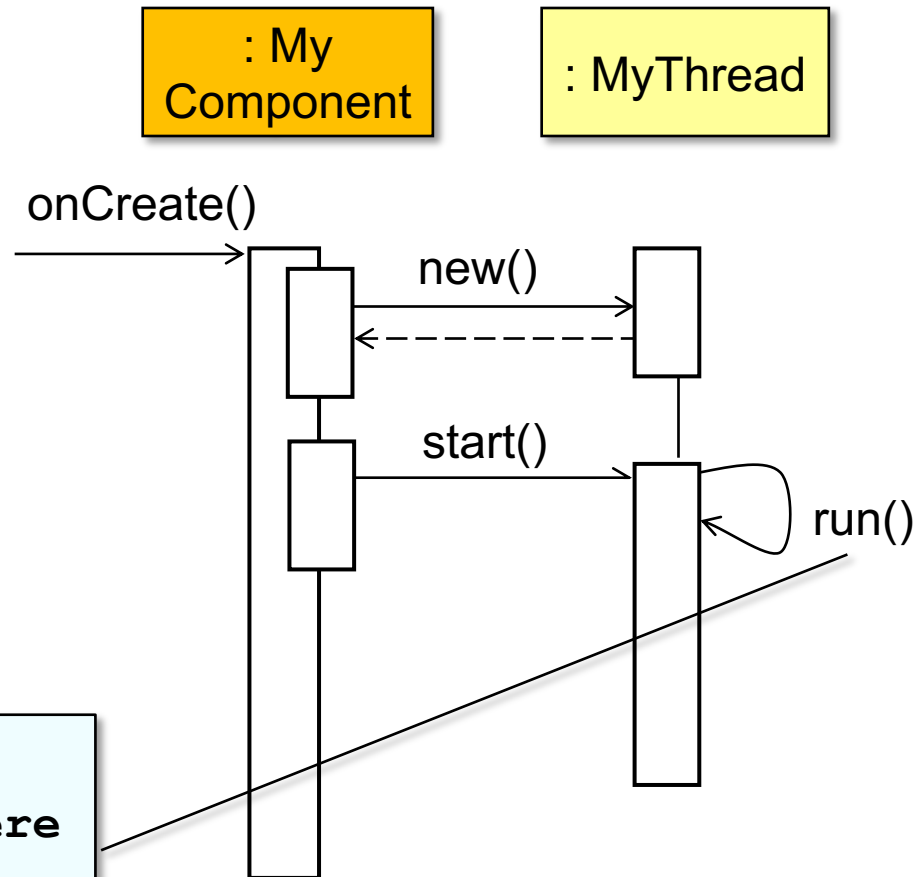 : My
Component
: MyThread
onCreate()
new()
start()
run()